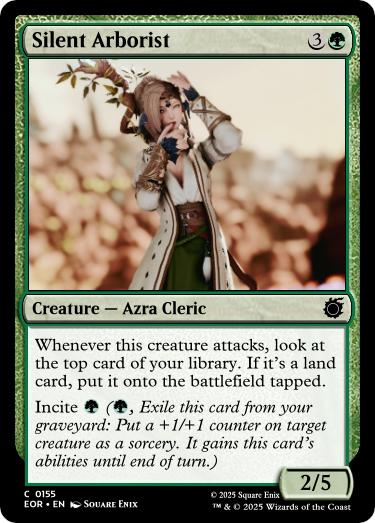 Silent Arborist 3
Creature — Azra Cleric
Whenever this creature attacks, look at
the top card of your library. If it's a land
card, put it onto the battlefield tapped.
Incite (, Exile this card from your
graveyard: Put a +1/+1 counter on target
creature as a sorcery. It gains this card's
abilities until end of turn.)
2/5
C 0155
EOR • EN Square Enix
© 2025 Square Enix
™ & © 2025 Wizards of the Coast